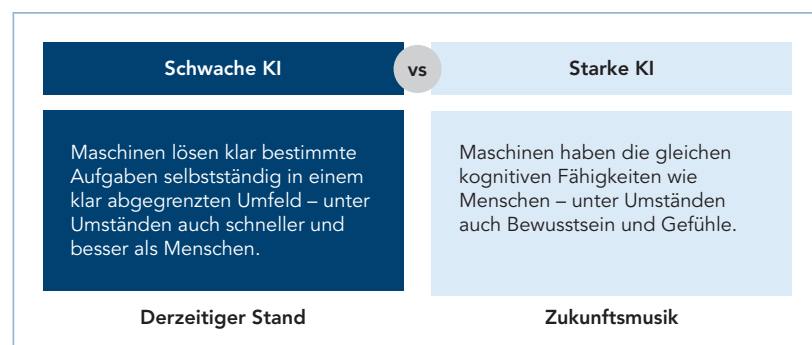 Schwache KI
vs
Starke KI
Maschinen lösen klar bestimmte
Aufgaben selbstständig in einem
klar abgegrenzten Umfeld – unter
Umständen auch schneller und
besser als Menschen.
Maschinen haben die gleichen
kognitiven Fähigkeiten wie
Menschen – unter Umständen
auch Bewusstsein und Gefühle.
Derzeitiger Stand
Zukunftsmusik